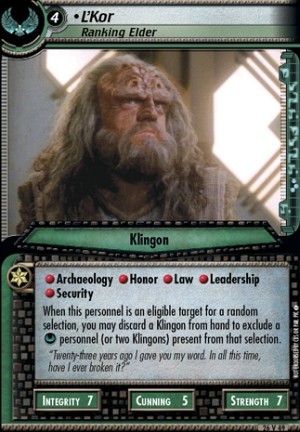 4 • L'Kor
Ranking Elder
Klingon
Archaeology Honor Law Leadership
Security
When this personnel is an eligible target for a random
selection, you may discard a Klingon from hand to exclude a
personnel (or two Klingons) present from that selection.
"Twenty-three years ago I gave you my word. In all this time,
have I ever broken it?"
INTEGRITY 7 CUNNING 5 STRENGTH 7